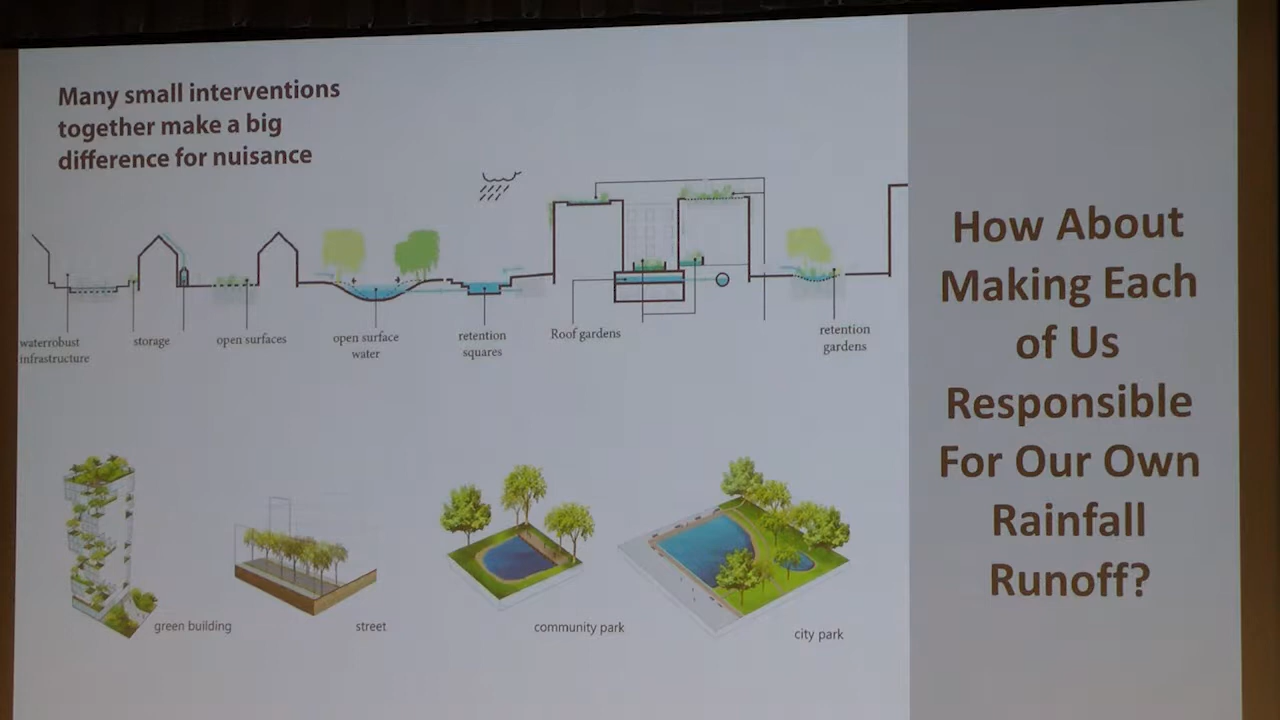 Many small interventions
together make a big
difference for nuisance
waterrobust
infrastructure
storage
open surfaces
open surface
water
retention
squares
Roof gardens
retention
gardens
green building
street
community park
city park
How About
Making Each
of Us
Responsible
For Our Own
Rainfall
Runoff?